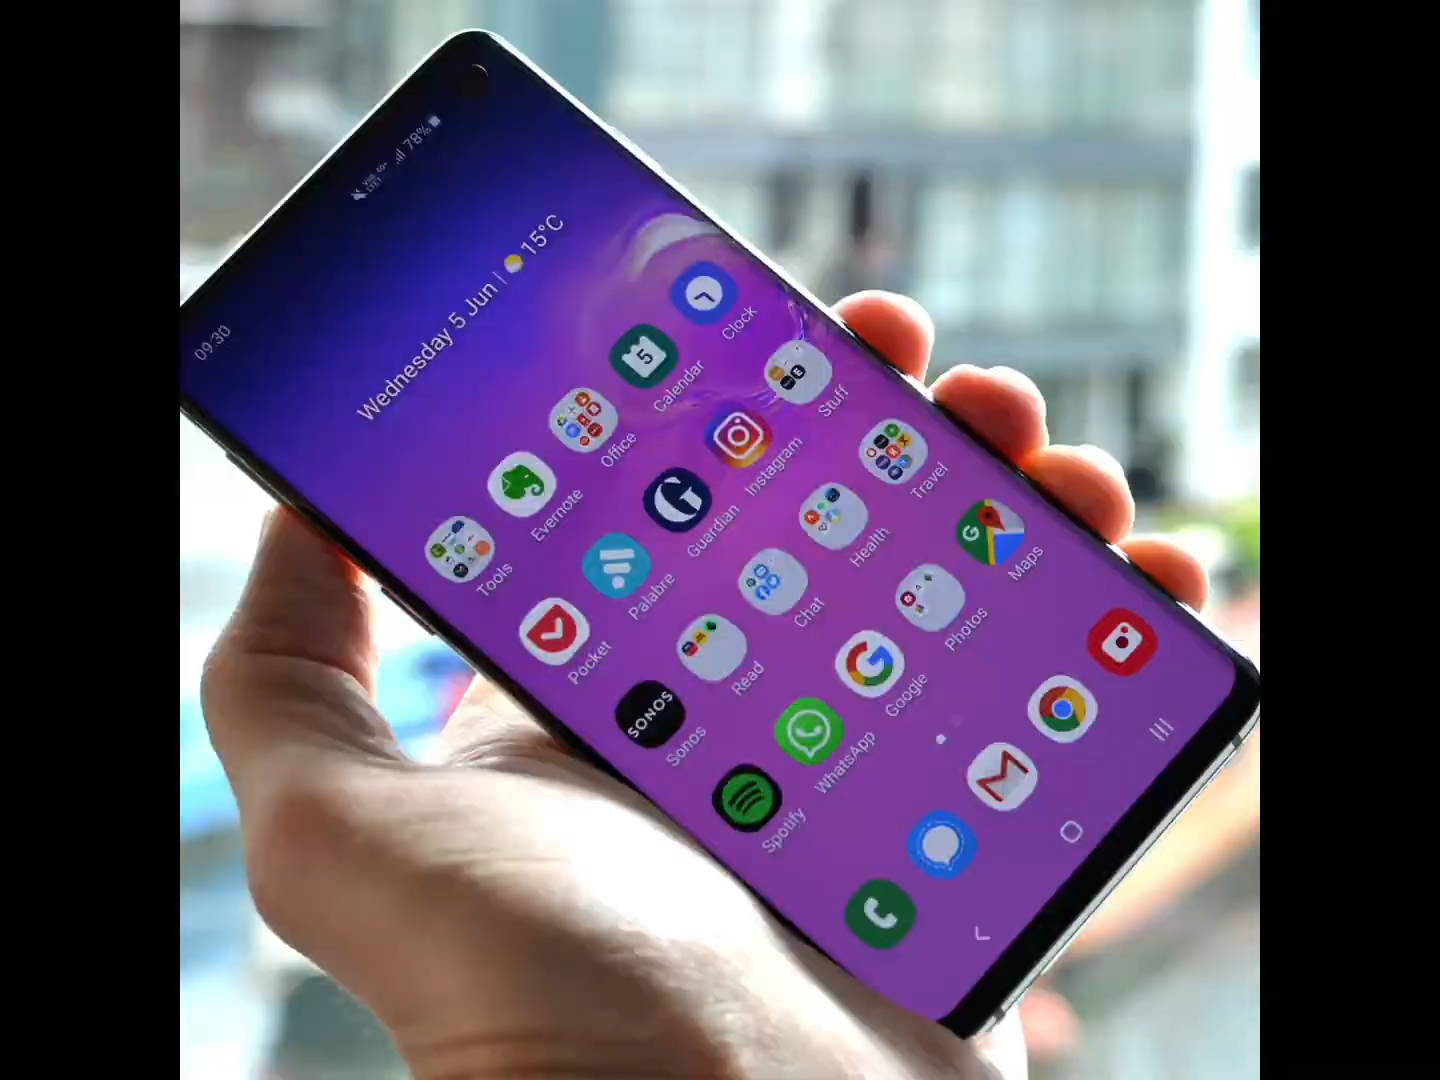 09:30
78%
Wednesday 5 Jun | 15°C
Tools
Evernote
Office
5
Calendar
Clock
Pocket
Palabre
G
Guardian
Instagram
Stuff
SONOS
Sonos
Read
Chat
Health
Travel
Spotify
WhatsApp
G
Google
Photos
G
Maps